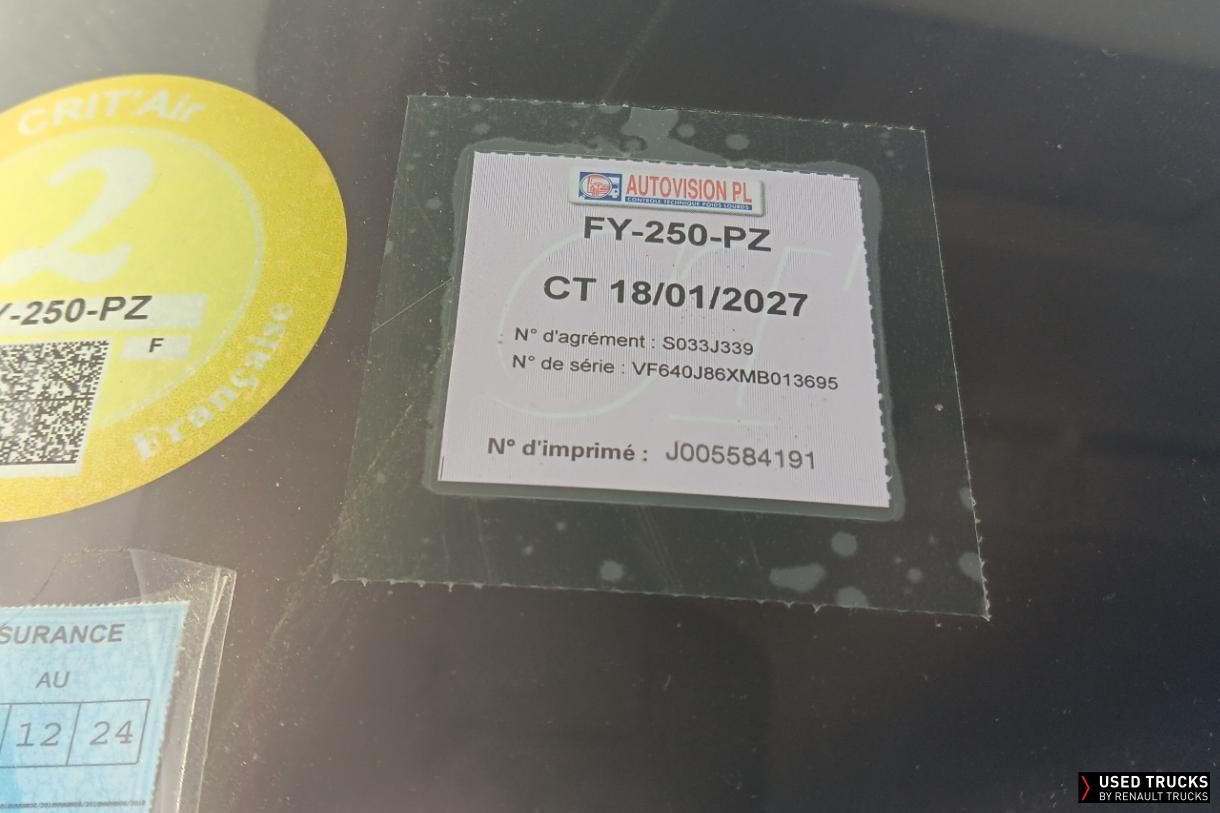 CRIT'Air
2
-250-PZ
F
Française
AUTOVISION PL
CONTROLE TECHNIQUE POIDS LOURDS
FY-250-PZ
CT 18/01/2027
N° d'agrément : S033J339
N° de série : VF640J86XMB013695
N° d'imprimé : J005584191
SURANCE
AU
12 24
USED TRUCKS
BY RENAULT TRUCKS